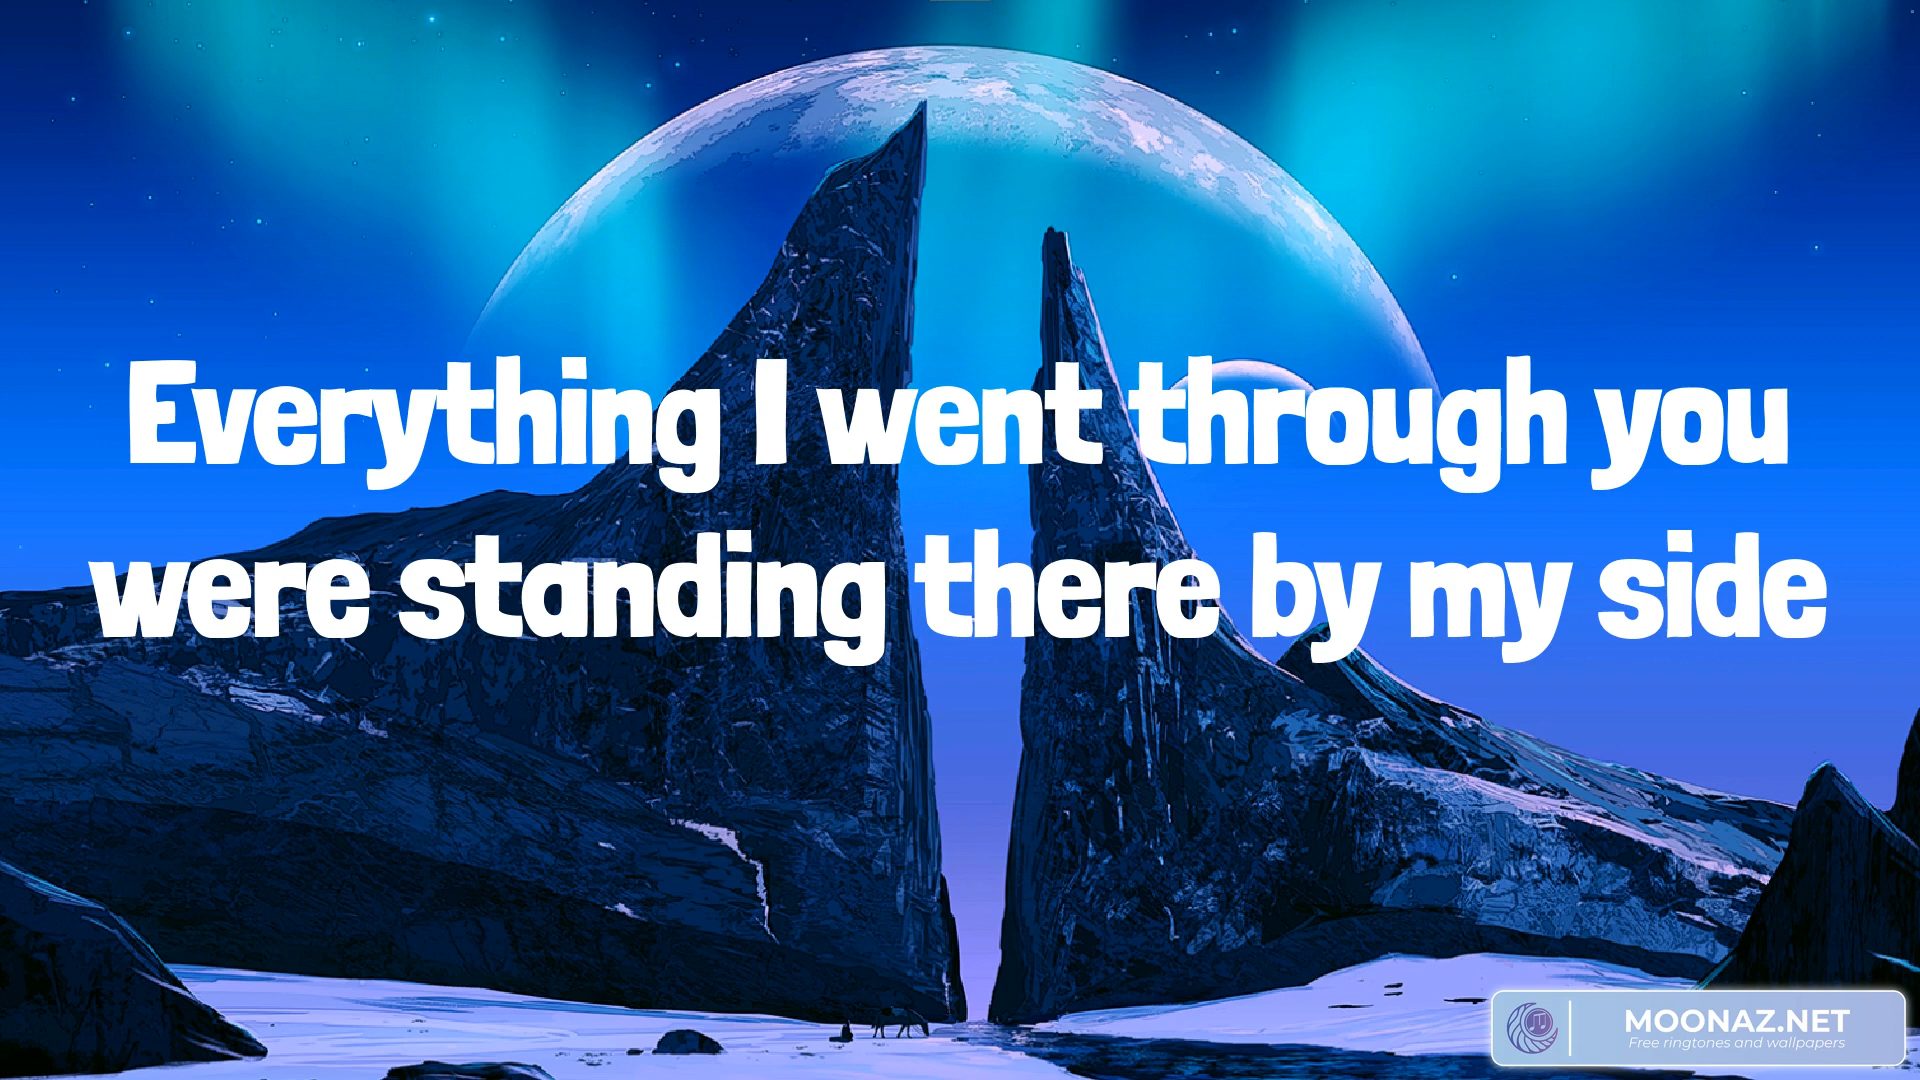 Everything I went through you
were standing there by my side
MOONAZ.NET
Free ringtones and wallpapers